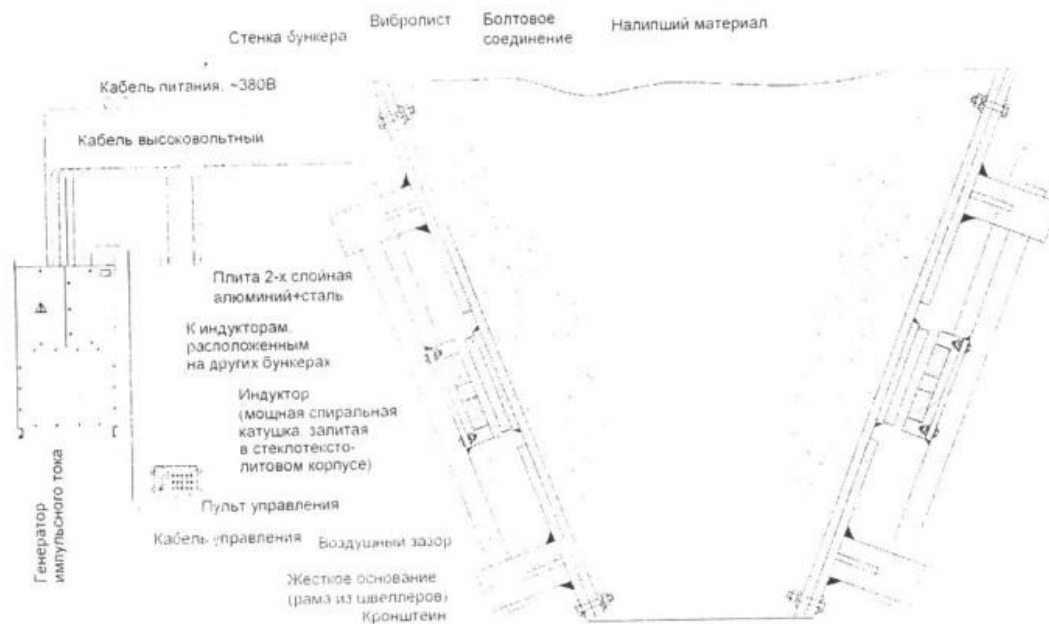 Вибролист
Болтовое
соединение
Налипший материал
Стенка бункера
Кабель питания, ~380В
Кабель высоковольтный
Плита 2-х слойная
алюминий+сталь
К индукторам,
расположенным
на других бункерах
Индуктор
(мощная спиральная
катушка, залитая
в стеклотексто-
литовом корпусе)
Пульт управления
Кабель управления
Воздушный зазор
Жесткое основание
(рама из швеллеров)
Кронштейн
Генератор
импульсного тока